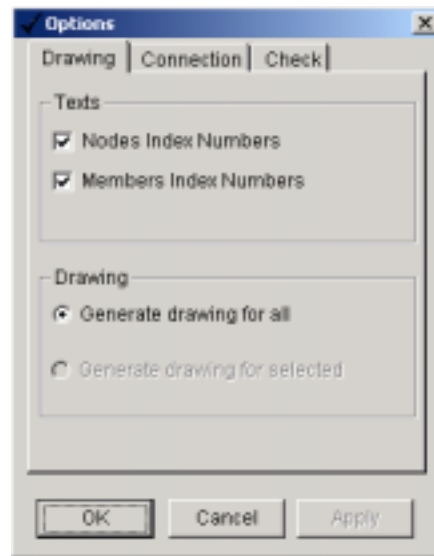 Options
Drawing Connection Check
Texts
Nodes Index Numbers
Members Index Numbers
Drawing
Generate drawing for all
Generate drawing for selected
OK Cancel Apply